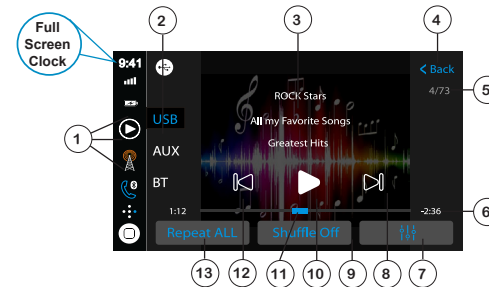 Full
Screen
Clock
2
3
4
9:41
< Back
ROCK Stars
4/73
5
USB
All my Favorite Songs
1
Greatest Hits
AUX
BT
1:12
-2:36
6
Repeat ALL
Shuffle Off
13
12
11
10
9
8
7